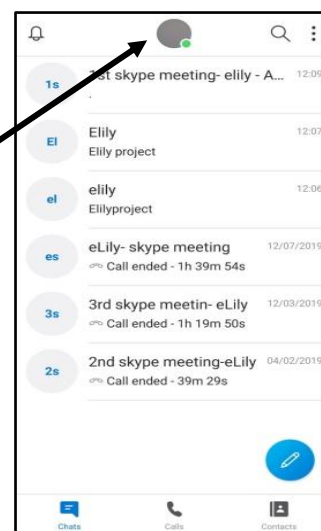 1s
1st skype meeting- elily - A... 12:09
.
El
Elily 12:07
Elily project
el
elily 12:06
Elilyproject
es
eLily- skype meeting 12/07/2019
Call ended - 1h 39m 54s
3s
3rd skype meetin- eLily 12/03/2019
Call ended - 1h 19m 50s
2s
2nd skype meeting-eLily 04/02/2019
Call ended - 39m 29s
Chats Calls Contacts